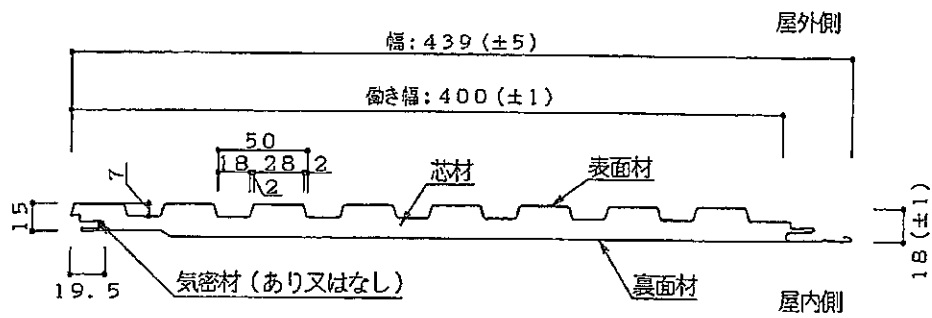 屋外側
幅:439(±5)
働き幅:400(±1)
50
18 28 2
2
芯材
表面材
7
15
18(±1)
19.5
気密材(あり又はなし)
裏面材
屋内側